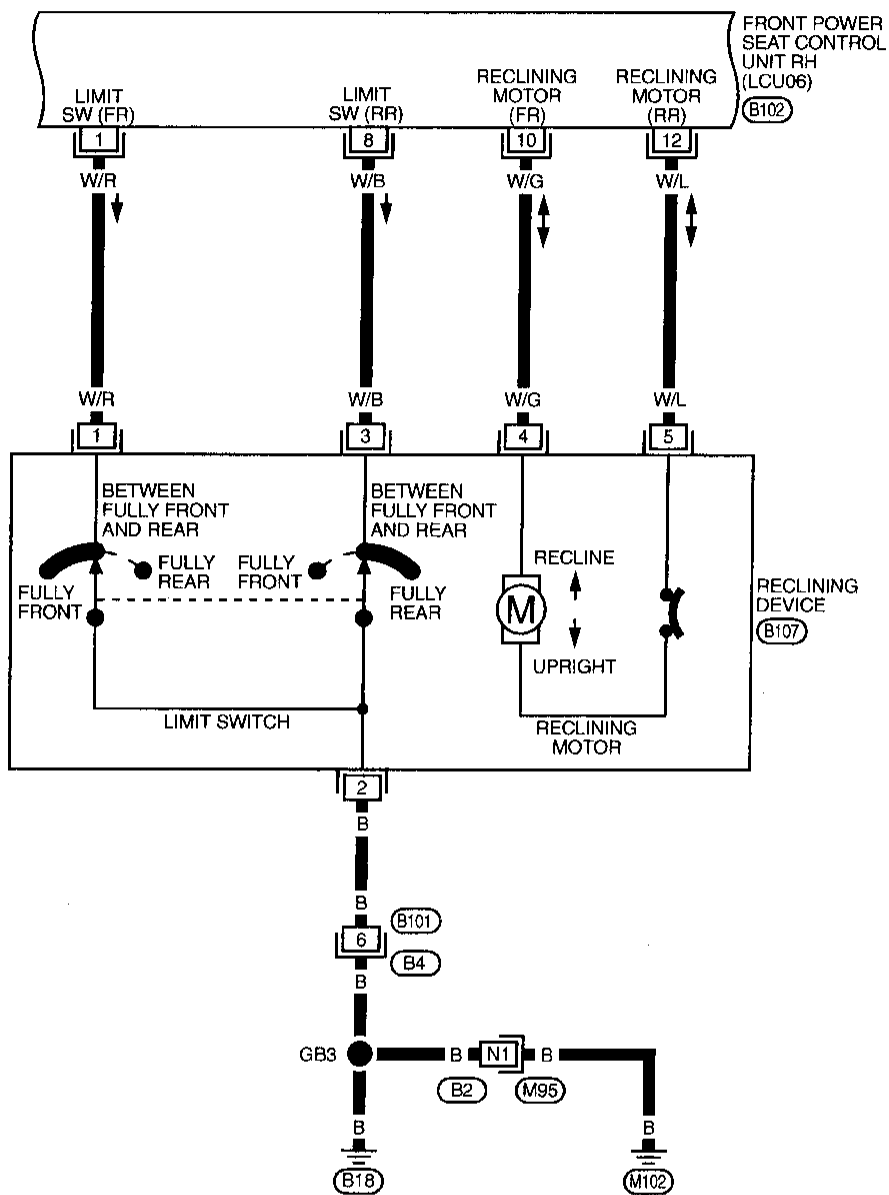 FRONT POWER
SEAT CONTROL
UNIT RH
(LCU06)
B102
LIMIT
SW (FR)
LIMIT
SW (RR)
RECLINING
MOTOR
(FR)
RECLINING
MOTOR
(RR)
1
8
10
12
W/R
W/B
W/G
W/L
W/R
W/B
W/G
W/L
1
3
4
5
BETWEEN
FULLY FRONT
AND REAR
BETWEEN
FULLY FRONT
AND REAR
FULLY
FRONT
FULLY
REAR
FULLY
FRONT
FULLY
REAR
RECLINE
M
UPRIGHT
RECLINING
DEVICE
B107
LIMIT SWITCH
RECLINING
MOTOR
2
B
B
B101
6
B4
B
GB3
B
N1
B
B2
M95
B
B
B18
M102